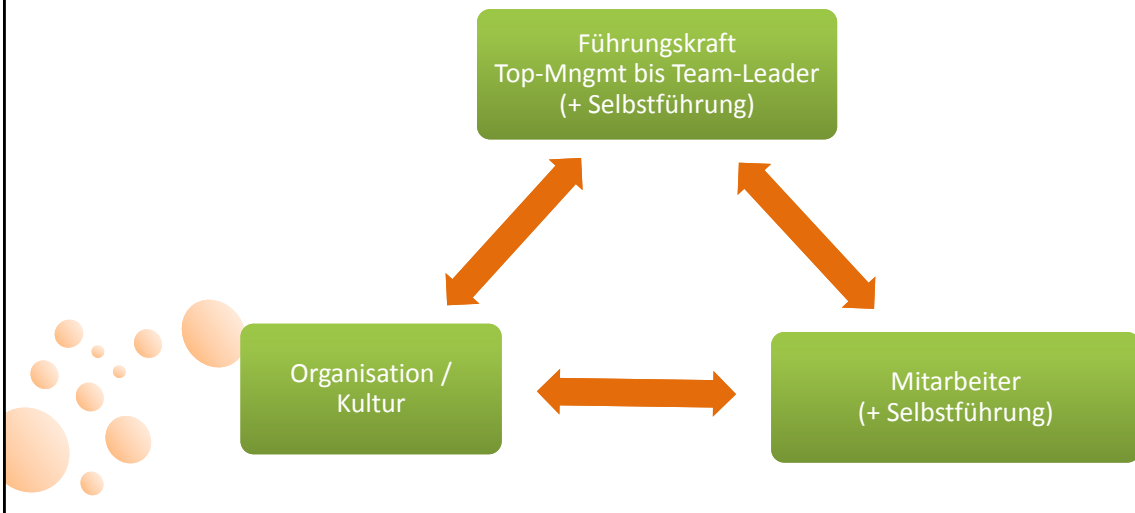 Führungskraft
Top-Mngmt bis Team-Leader
(+ Selbstführung)
Organisation /
Kultur
Mitarbeiter
(+ Selbstführung)